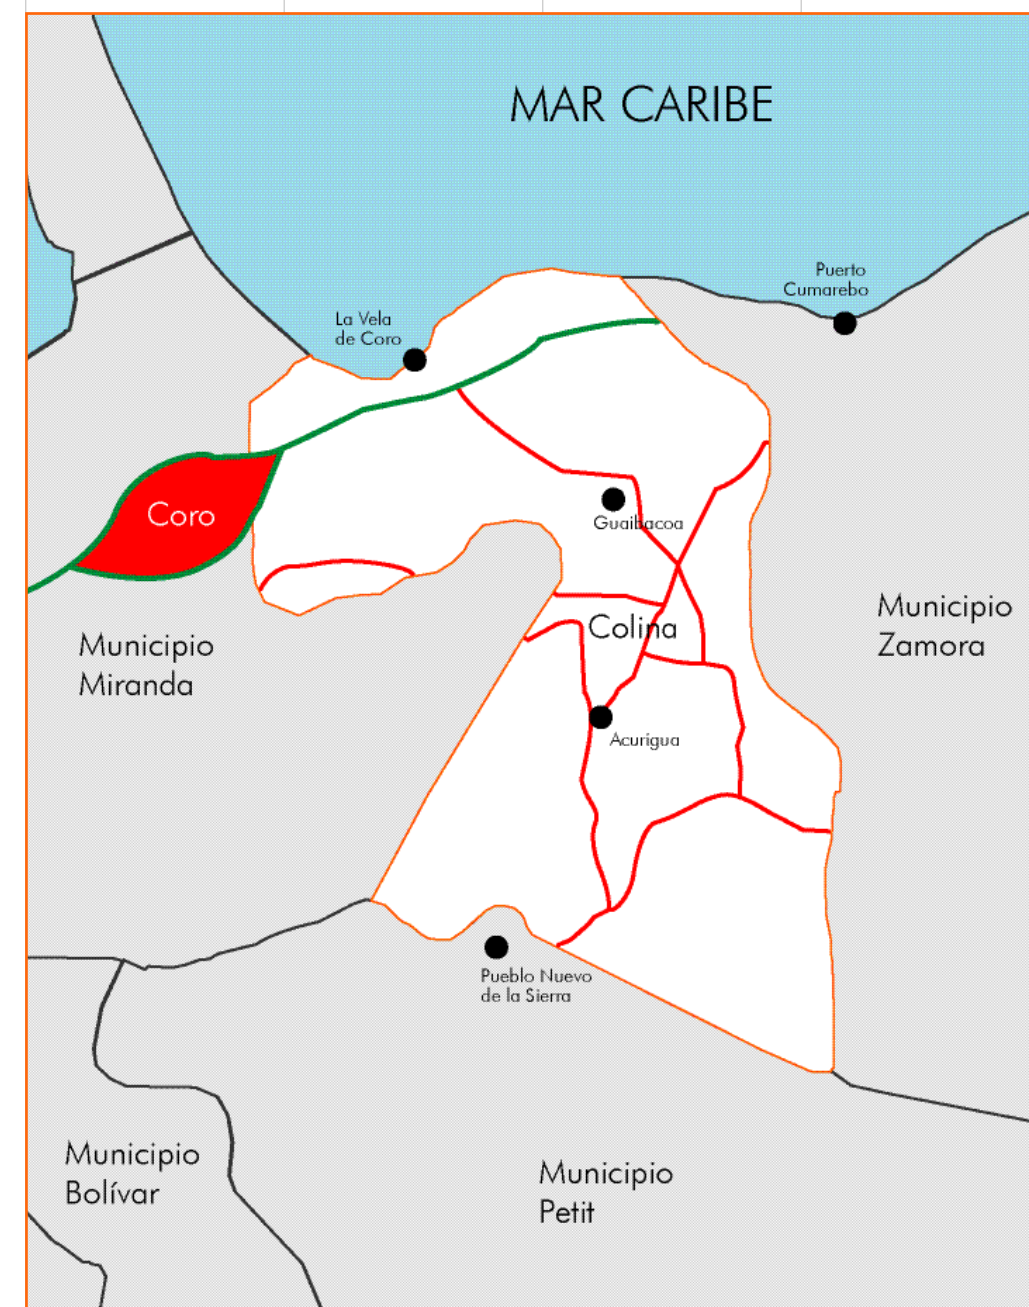 MAR CARIBE
Puerto
Cumarebo
La Vela
de Coro
Coro
Guaibacoa
Municipio
Zamora
Colina
Municipio
Miranda
Acurigua
Pueblo Nuevo
de la Sierra
Municipio
Bolívar
Municipio
Petit